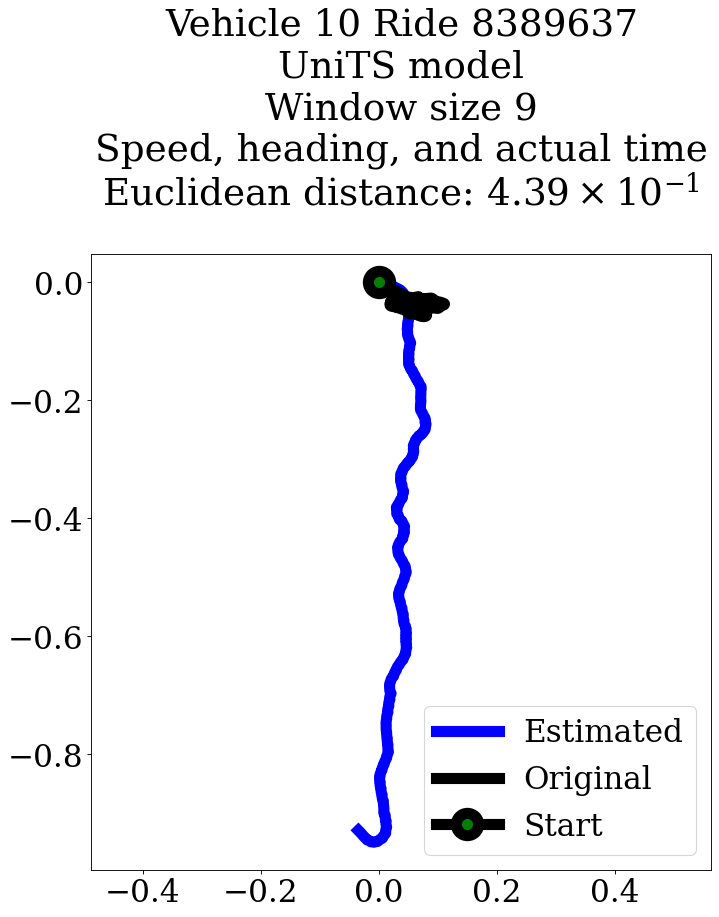 Vehicle 10 Ride 8389637
UniTS model
Window size 9
Speed, heading, and actual time
Euclidean distance: 4.39 × 10⁻¹
0.0
−0.2
−0.4
−0.6
−0.8
Estimated
Original
Start
−0.4 −0.2 0.0 0.2 0.4